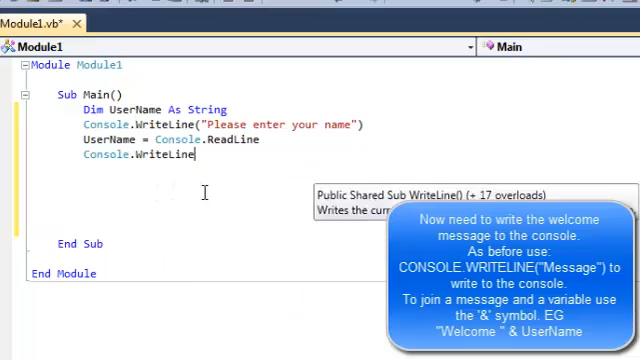 Module1.vb*
Module1
Main
Module Module1
Sub Main()
Dim UserName As String
Console.WriteLine("Please enter your name")
UserName = Console.ReadLine
Console.WriteLine
Public Shared Sub WriteLine() (+ 17 overloads)
Writes the
End Sub
End Module
Now need to write the welcome
message to the console.
As before use:
CONSOLE.WRITELINE("Message") to
write to the console.
To join a message and a variable use
the '&' symbol. EG
"Welcome " & UserName